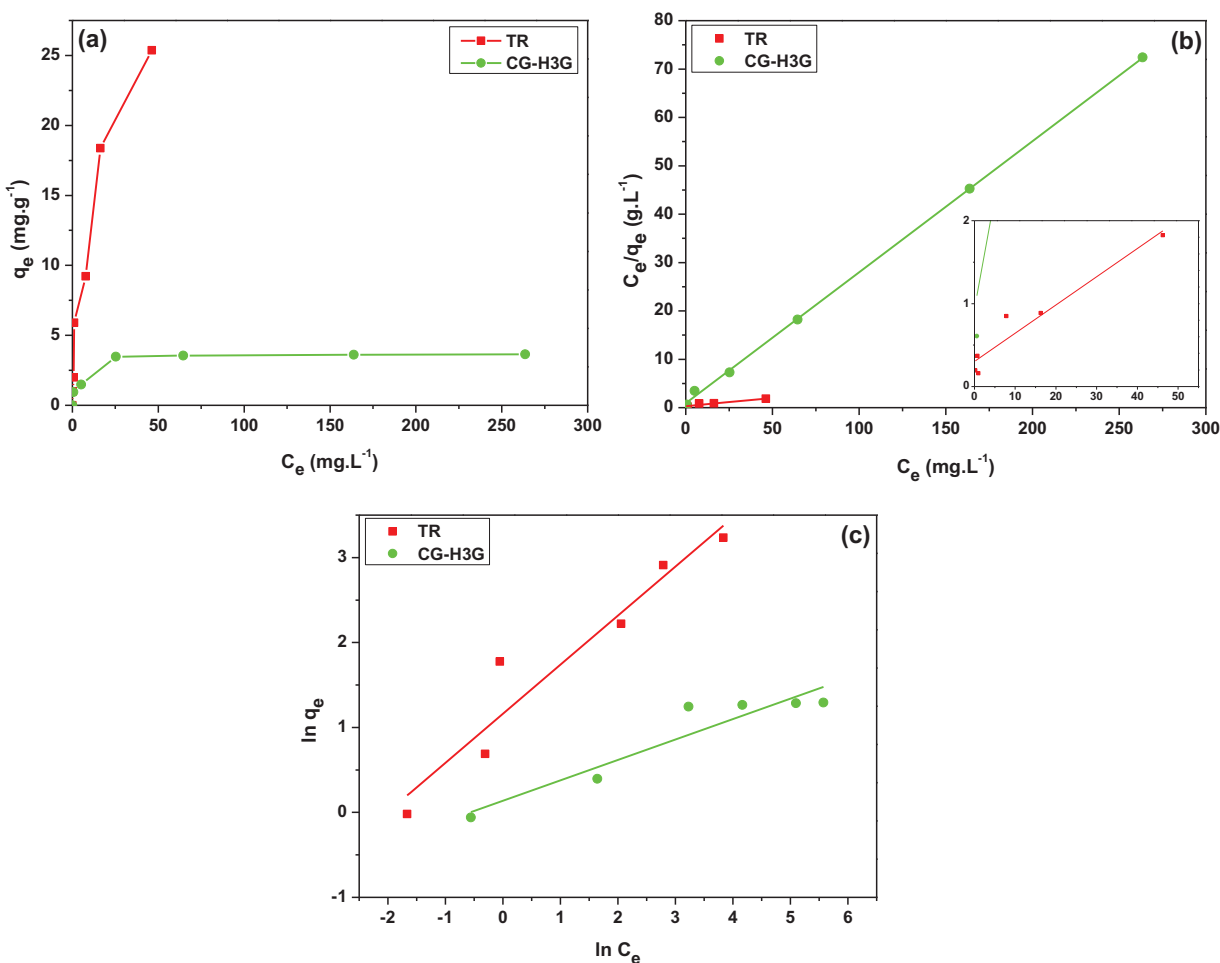 (a)
TR
CG-H3G
25
20
15
10
5
0
q_e (mg.g⁻¹)
0 50 100 150 200 250 300
C_e (mg.L⁻¹)
(b)
TR
CG-H3G
80
70
60
50
40
30
20
10
0
C_e/q_e (g.L⁻¹)
2
1
0
0 10 20 30 40 50
0 50 100 150 200 250 300
C_e (mg.L⁻¹)
(c)
TR
CG-H3G
3
2
1
0
-1
ln q_e
-2 -1 0 1 2 3 4 5 6
ln C_e